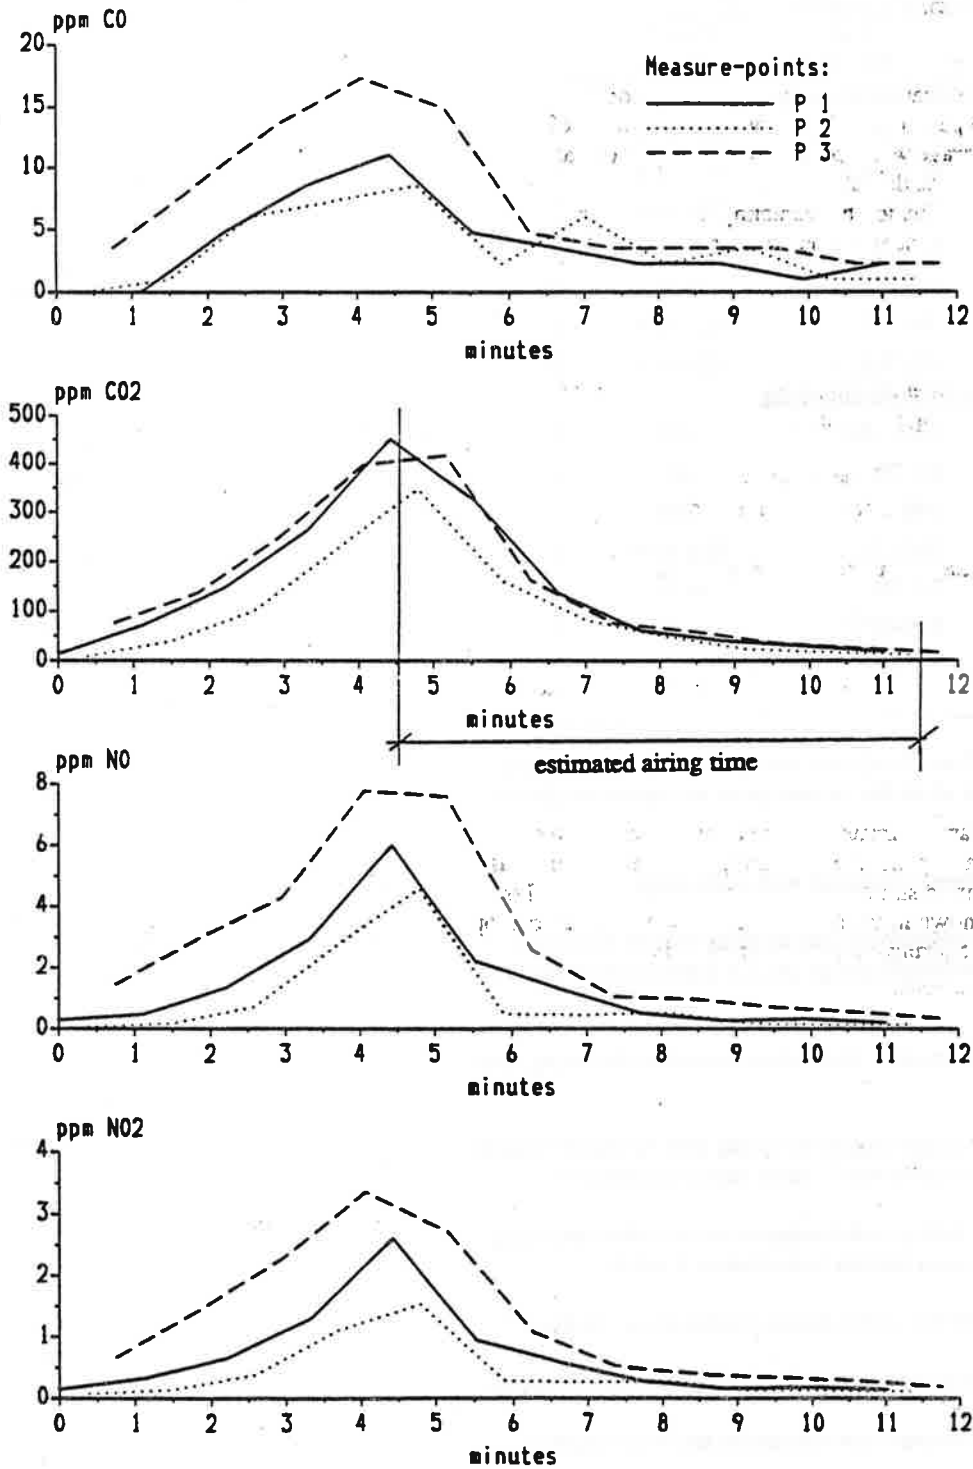 ppm CO
20
15
10
5
0
Measure-points:
P 1
P 2
P 3
0 1 2 3 4 5 6 7 8 9 10 11 12
minutes
ppm CO2
500
400
300
200
100
0
0 1 2 3 4 5 6 7 8 9 10 11 12
minutes
estimated airing time
ppm NO
8
6
4
2
0
0 1 2 3 4 5 6 7 8 9 10 11 12
minutes
ppm NO2
4
3
2
1
0
0 1 2 3 4 5 6 7 8 9 10 11 12
minutes